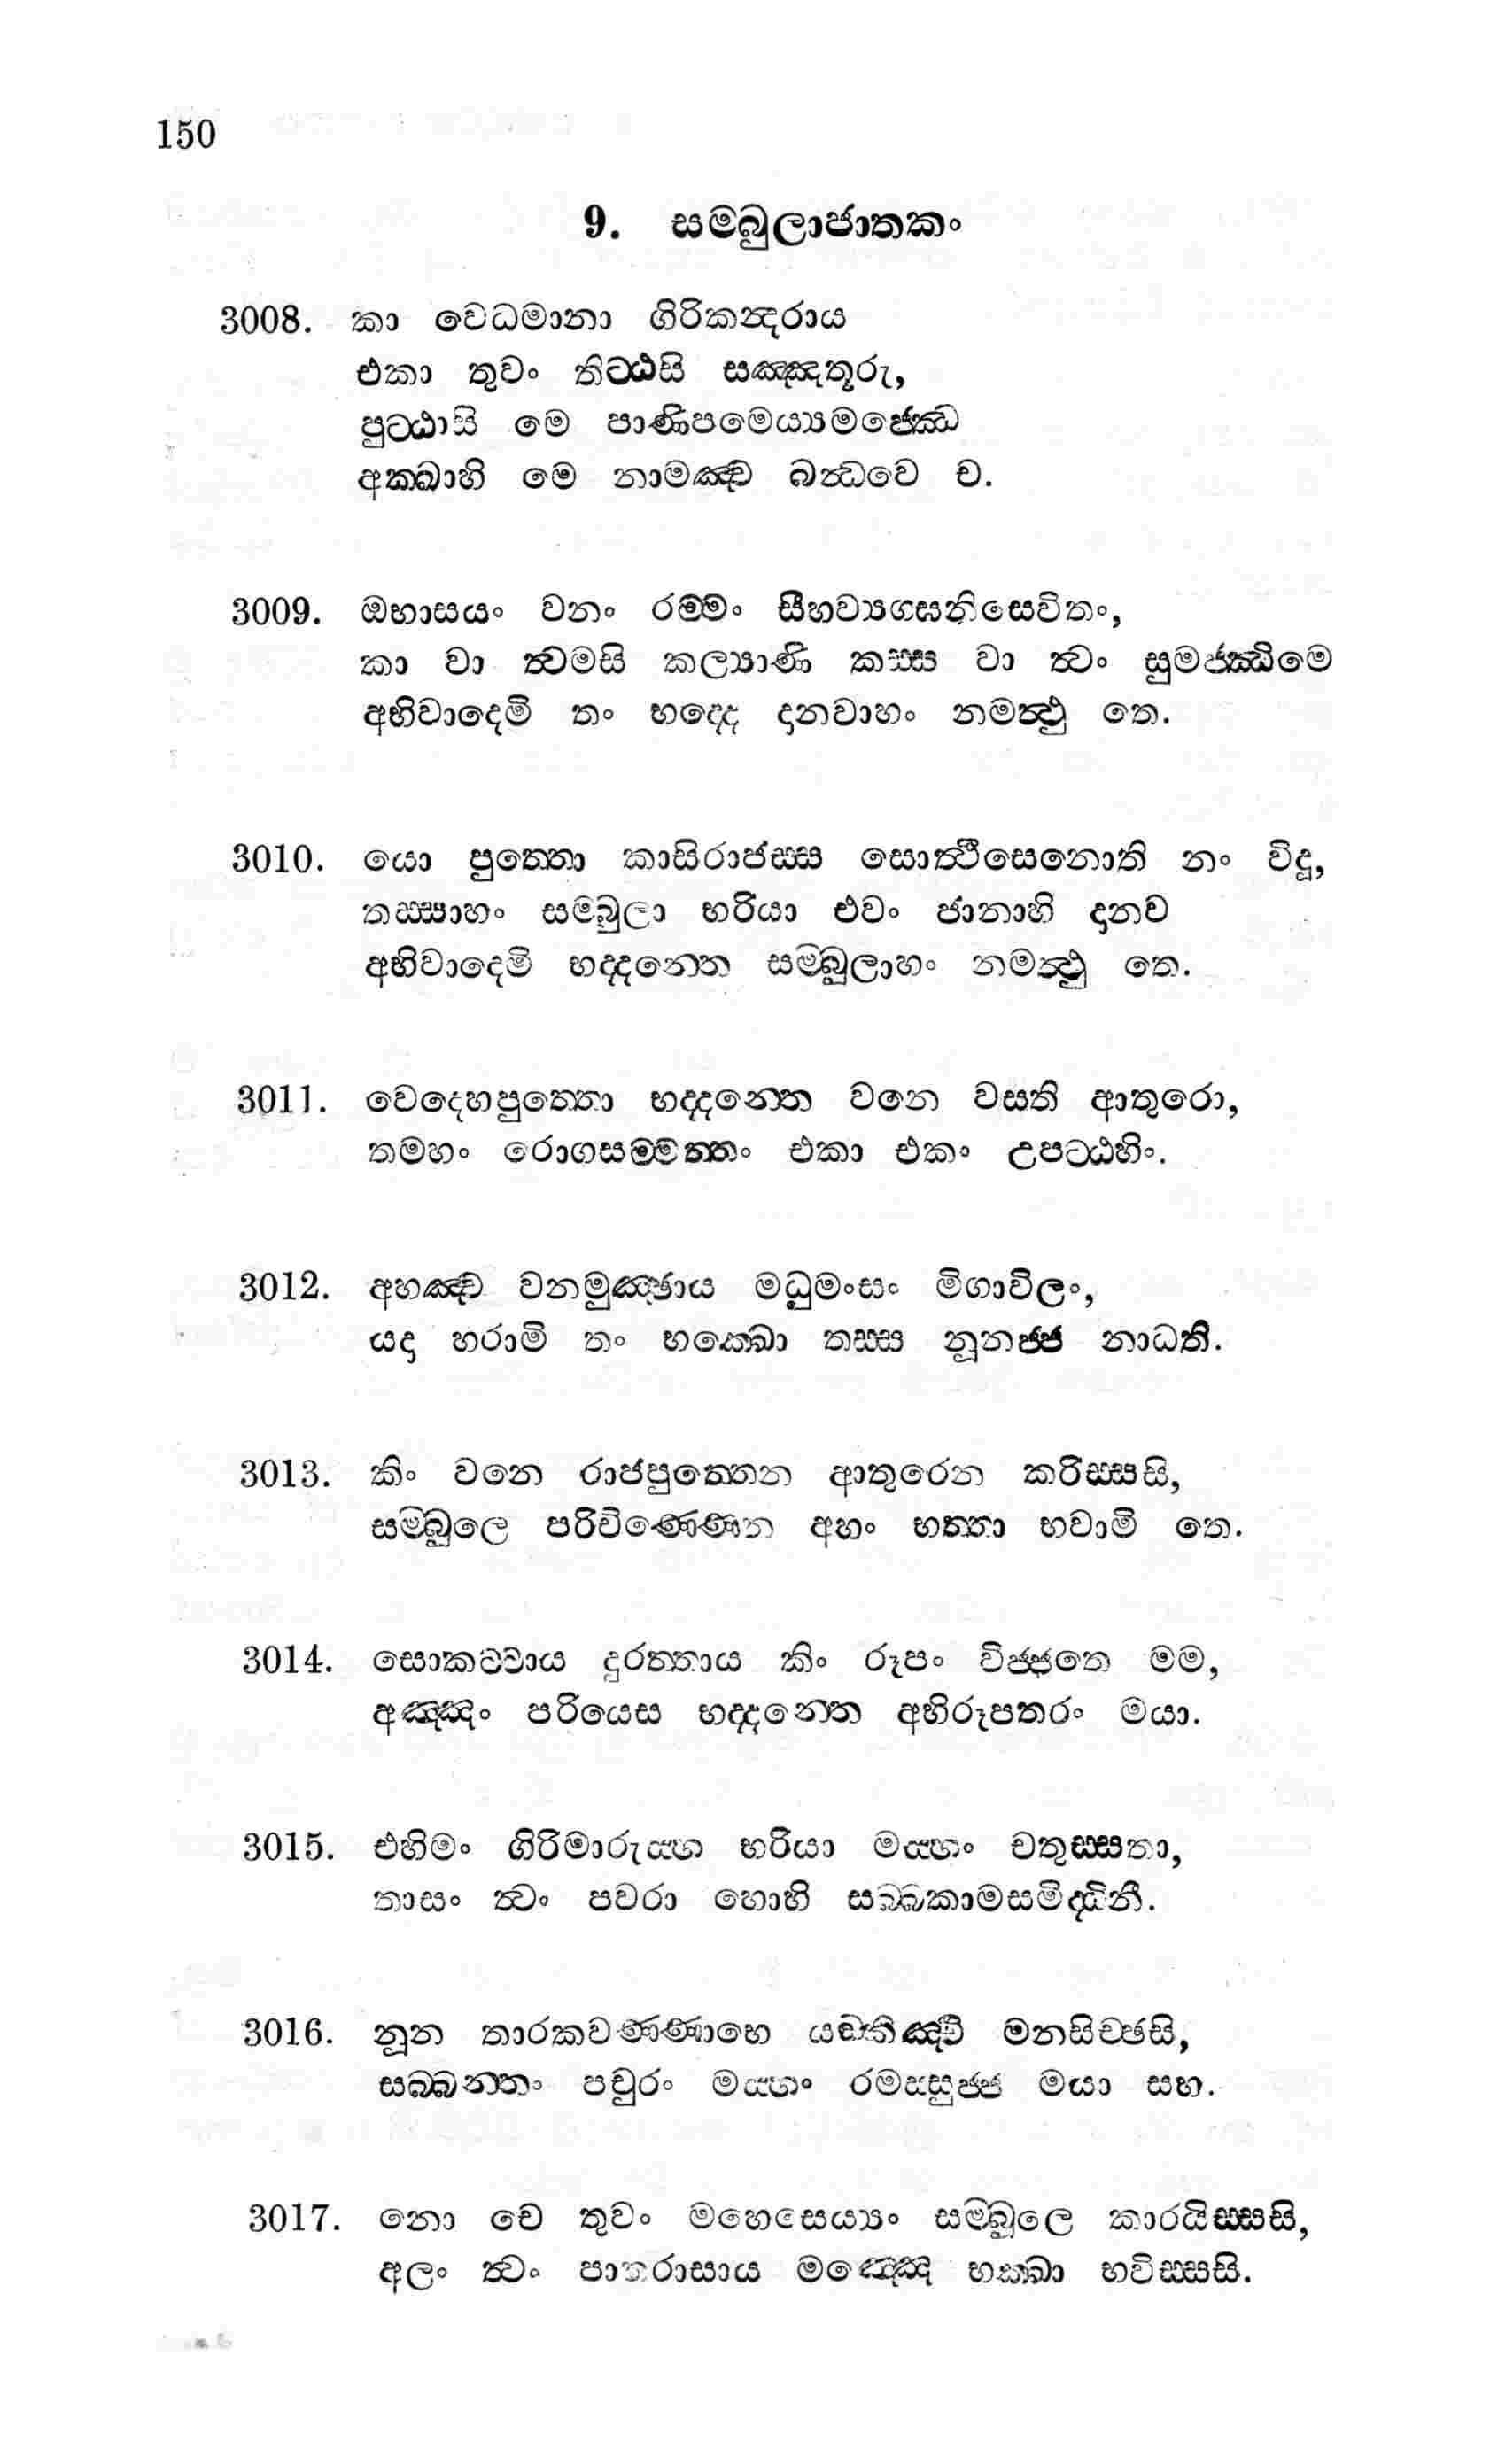 150
9. සම්බුලාජාතකං
3008. කා වෙධමානා ගිරිකන්දරාය
එකා තුවං තිට්ඨසි සඤ්ඤතූරු,
පුට්ඨාසි මෙ පාණිපමෙය්‍යමජ්ඣෙ
අක්ඛාහි මෙ නාමඤ්ච බන්ධවෙ ච.
3009. ඔභාසයං වනං රම්මං සීහව්‍යග්ඝනිසෙවිතං,
කා වා ත්වමසි කල්‍යාණි කස්ස වා ත්වං සුමජ්ඣිමෙ
අභිවාදෙමි තං භද්දෙ දානවාහං නමත්ථු තෙ.
3010. යො පුත්තො කාසිරාජස්ස සොත්ථිසෙනොති නං විදූ,
තස්සාහං සම්බුලා භරියා එවං ජානාහි දානව
අභිවාදෙමි භද්දන්තෙ සම්බුලාහං නමත්ථු තෙ.
3011. වෙදෙහපුත්තො භද්දන්තෙ වනෙ වසති ආතුරො,
තමහං රොගසම්මත්තං එකා එකං උපට්ඨහිං.
3012. අහඤ්ච වනමුඤ්ඡාය මධුමංසං මිගාවිලං,
යදා හරාමි තං භක්ඛො තස්ස නූනජ්ජ නාධති.
3013. කිං වනෙ රාජපුත්තෙන ආතුරෙන කරිස්සසි,
සම්බුලෙ පරිචිණ්ණෙන අහං භත්තා භවාමි තෙ.
3014. සොකට්ටාය දුරත්තාය කිං රූපං විජ්ජතෙ මම,
අඤ්ඤං පරියෙස භද්දන්තෙ අභිරූපතරං මයා.
3015. එහිමං ගිරිමාරුය්හ භරියා මය්හං චතුස්සතා,
තාසං ත්වං පවරා හොහි සබ්බකාමසමිද්ධිනී.
3016. නූන තාරකවණ්ණාභෙ යඞ්කිඤ්චි මනසිච්ඡසි,
සබ්බන්තං පචුරං මය්හං රමස්සුජ්ජ මයා සහ.
3017. නො චෙ තුවං මහෙසෙය්‍යං සම්බුලෙ කාරයිස්සසි,
අලං ත්වං පාතරාසාය මඤ්ඤෙ භක්ඛා භවිස්සසි.